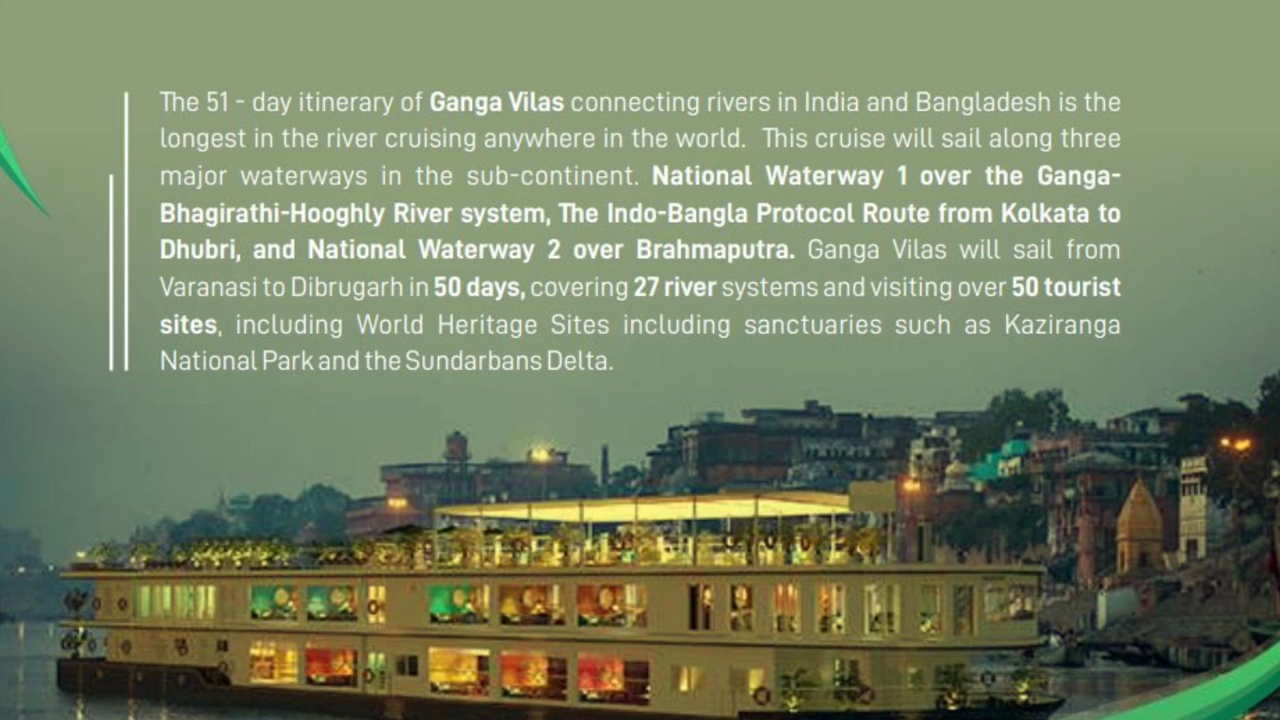 The 51 - day itinerary of Ganga Vilas connecting rivers in India and Bangladesh is the
longest in the river cruising anywhere in the world. This cruise will sail along three
major waterways in the sub-continent. National Waterway 1 over the Ganga-
Bhagirathi-Hooghly River system, The Indo-Bangla Protocol Route from Kolkata to
Dhubri, and National Waterway 2 over Brahmaputra. Ganga Vilas will sail from
Varanasi to Dibrugarh in 50 days, covering 27 river systems and visiting over 50 tourist
sites, including World Heritage Sites including sanctuaries such as Kaziranga
National Park and the Sundarbans Delta.